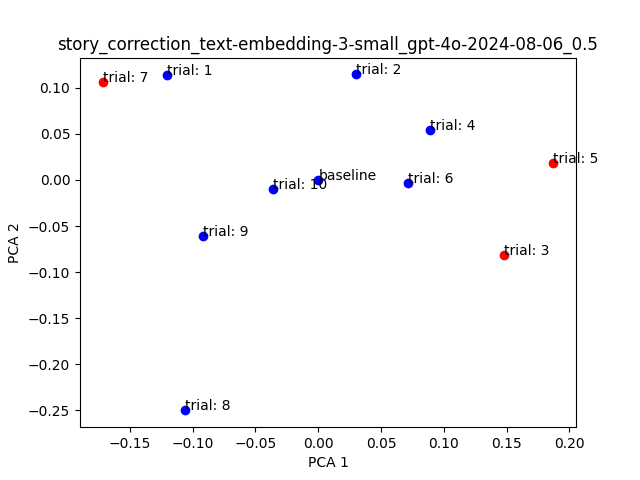 story_correction_text-embedding-3-small_gpt-4o-2024-08-06_0.5
trial: 7
trial: 1
trial: 2
0.10
0.05
trial: 4
trial: 5
0.00
baseline
trial: 10
trial: 6
−0.05
trial: 9
trial: 3
−0.10
−0.15
−0.20
−0.25
trial: 8
PCA 2
−0.15
−0.10
−0.05
0.00
0.05
0.10
0.15
0.20
PCA 1